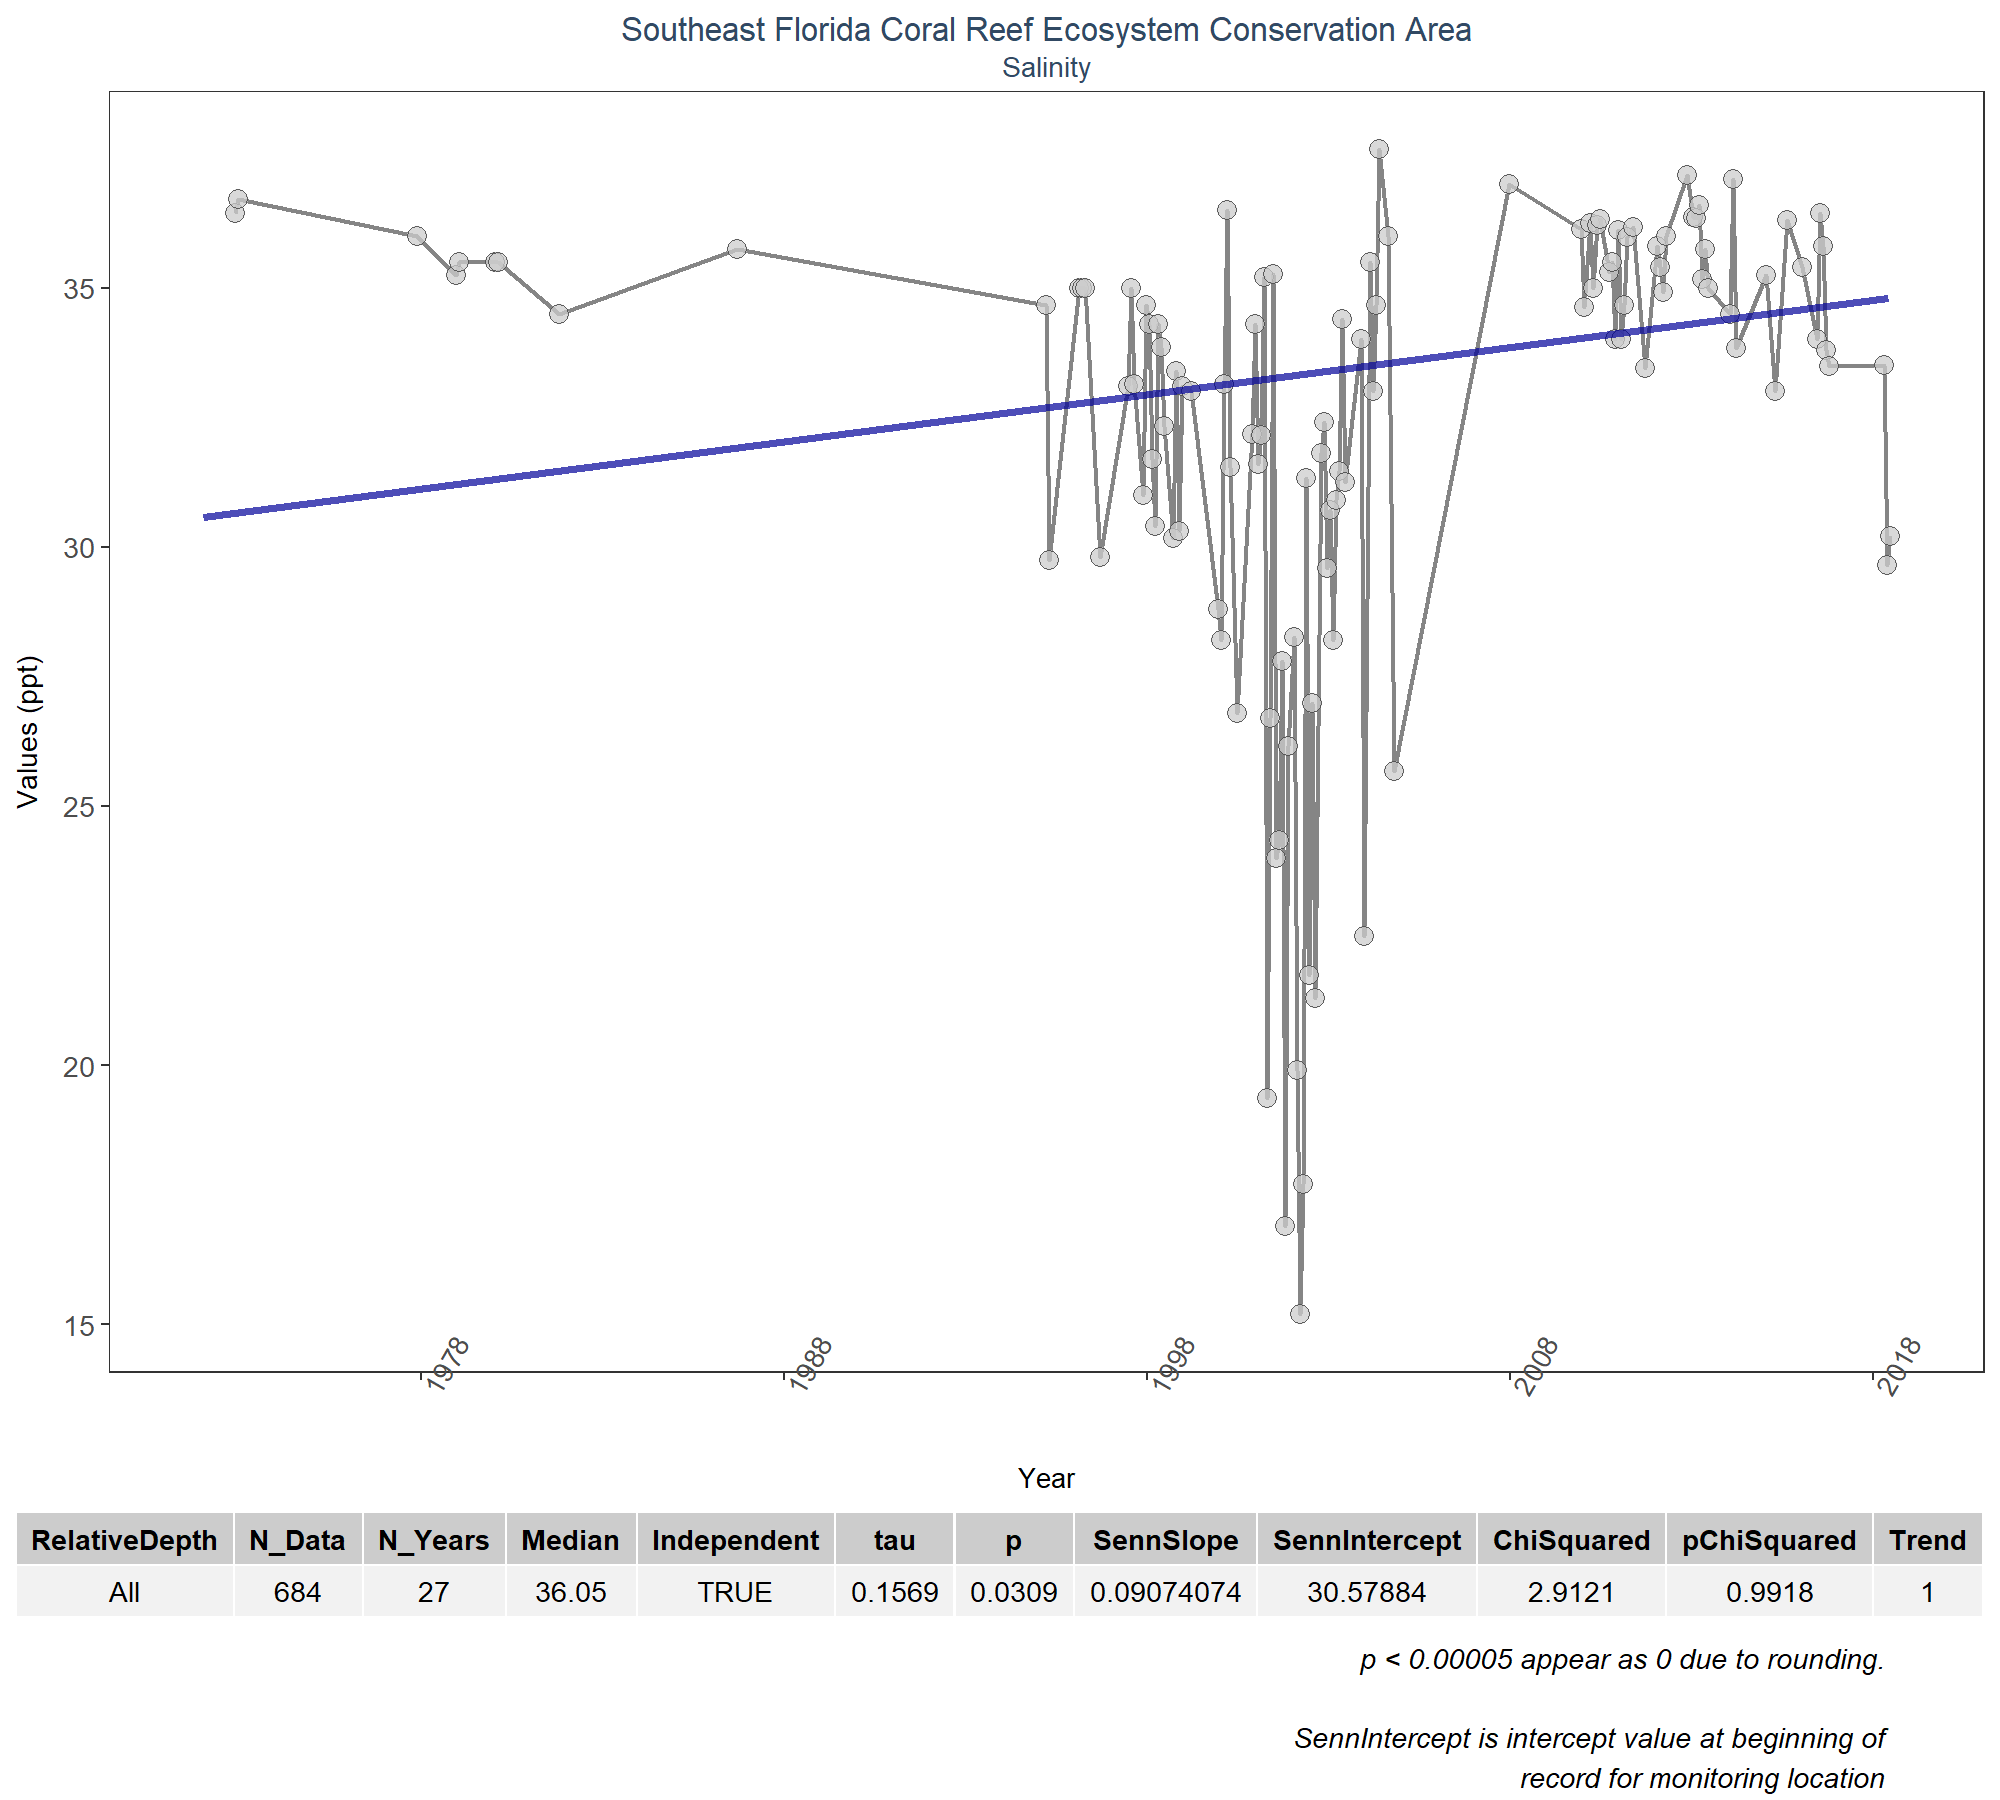 Southeast Florida Coral Reef Ecosystem Conservation Area
Salinity
Values (ppt)
35
30
25
20
15
1978 1988 1998 2008 2018
Year
RelativeDepth N_Data N_Years Median Independent tau p SennSlope SennIntercept ChiSquared pChiSquared Trend
All 684 27 36.05 TRUE 0.1569 0.0309 0.09074074 30.57884 2.9121 0.9918 1
p < 0.00005 appear as 0 due to rounding.
SennIntercept is intercept value at beginning of
record for monitoring location